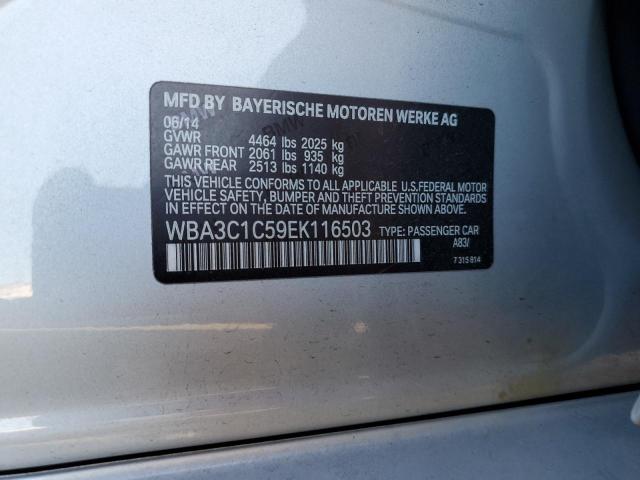 MFD BY BAYERISCHE MOTOREN WERKE AG
06/14
GVWR 4464 lbs 2025 kg
GAWR FRONT 2061 lbs 935 kg
GAWR REAR 2513 lbs 1140 kg
THIS VEHICLE CONFORMS TO ALL APPLICABLE U.S.FEDERAL MOTOR
VEHICLE SAFETY, BUMPER, AND THEFT PREVENTION STANDARDS
IN EFFECT ON THE DATE OF MANUFACTURE SHOWN ABOVE.
WBA3C1C59EK116503 TYPE: PASSENGER CAR
A83/
7 315 814